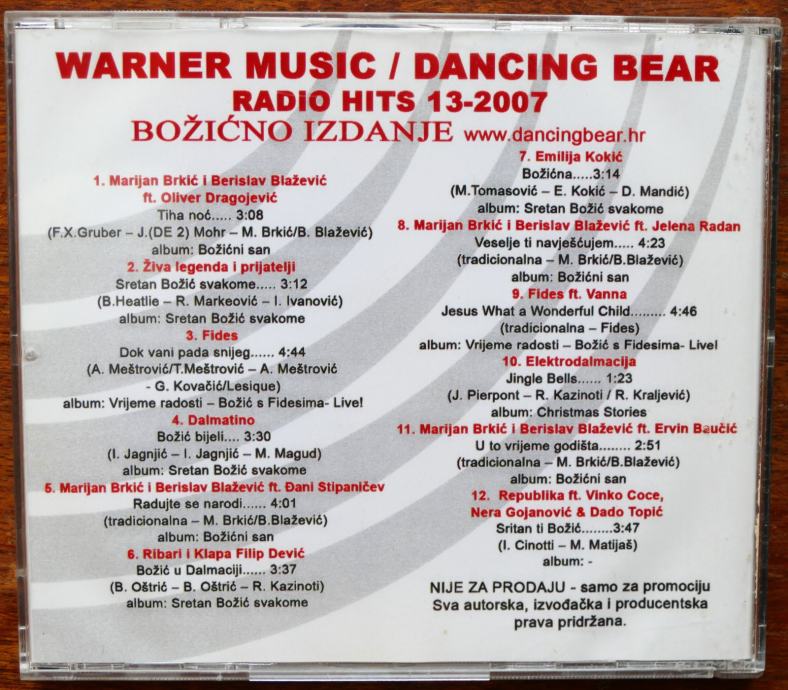 WARNER MUSIC / DANCING BEAR
RADIO HITS 13-2007
BOŽIĆNO IZDANJE www.dancingbear.hr
1. Marijan Brkić i Berislav Blažević
ft. Oliver Dragojević
Tiha noć..... 3:08
(F.X.Gruber – J.(DE 2) Mohr – M. Brkić/B. Blažević)
album: Božićni san
2. Živa legenda i prijatelji
Sretan Božić svakome..... 3:12
(B.Heatlie – R. Markeović – I. Ivanović)
album: Sretan Božić svakome
3. Fides
Dok vani pada snijeg...... 4:44
(A. Meštrović/T.Meštrović – A. Meštrović
- G. Kovačić/Lesique)
album: Vrijeme radosti – Božić s Fidesima- Live!
4. Dalmatino
Božić bijeli.... 3:30
(I. Jagnjić – I. Jagnjić – M. Magud)
album: Sretan Božić svakome
5. Marijan Brkić i Berislav Blažević ft. Đani Stipaničev
Radujte se narodi..... 4:01
(tradicionalna – M. Brkić/B.Blažević)
album: Božićni san
6. Ribari i Klapa Filip Dević
Božić u Dalmaciji...... 3:37
(B. Oštrić – B. Oštrić – R. Kazinoti)
album: Sretan Božić svakome
7. Emilija Kokić
Božićna.....3:14
(M.Tomasović – E. Kokić – D. Mandić)
album: Sretan Božić svakome
8. Marijan Brkić i Berislav Blažević ft. Jelena Radan
Veselje ti navješćujem..... 4:23
(tradicionalna – M. Brkić/B.Blažević)
album: Božićni san
9. Fides ft. Vanna
Jesus What a Wonderful Child......... 4:46
(tradicionalna – Fides)
album: Vrijeme radosti – Božić s Fidesima- Live!
10. Elektrodalmacija
Jingle Bells...... 1:23
(J. Pierpont – R. Kazinoti / R. Kraljević)
album: Christmas Stories
11. Marijan Brkić i Berislav Blažević ft. Ervin Baučić
U to vrijeme godišta........ 2:51
(tradicionalna – M. Brkić/B.Blažević)
album: Božićni san
12. Republika ft. Vinko Coce,
Nera Gojanović & Dado Topić
Sritan ti Božić........3:47
(I. Cinotti – M. Matijaš)
album: -
NIJE ZA PRODAJU - samo za promociju
Sva autorska, izvođačka i producentska
prava pridržana.